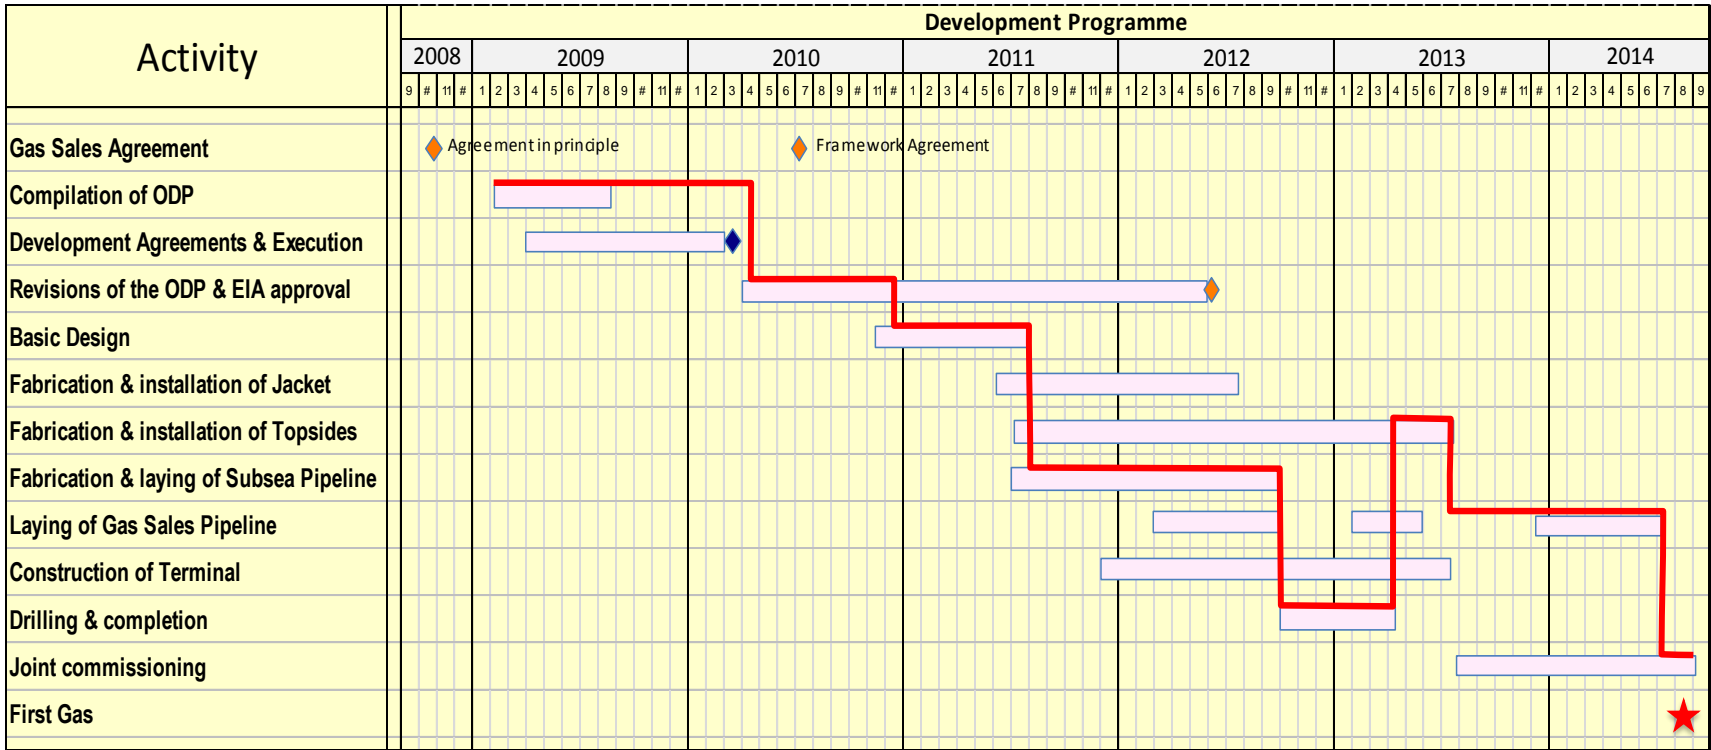 Development Programme
Activity
2008 2009 2010 2011 2012 2013 2014
9 # 11 # 1 2 3 4 5 6 7 8 9 # 11 # 1 2 3 4 5 6 7 8 9 # 11 # 1 2 3 4 5 6 7 8 9 # 11 # 1 2 3 4 5 6 7 8 9 # 11 # 1 2 3 4 5 6 7 8 9 # 11 # 1 2 3 4 5 6 7 8 9
Gas Sales Agreement Agreement in principle Framework Agreement
Compilation of ODP
Development Agreements & Execution
Revisions of the ODP & EIA approval
Basic Design
Fabrication & installation of Jacket
Fabrication & installation of Topsides
Fabrication & laying of Subsea Pipeline
Laying of Gas Sales Pipeline
Construction of Terminal
Drilling & completion
Joint commissioning
First Gas